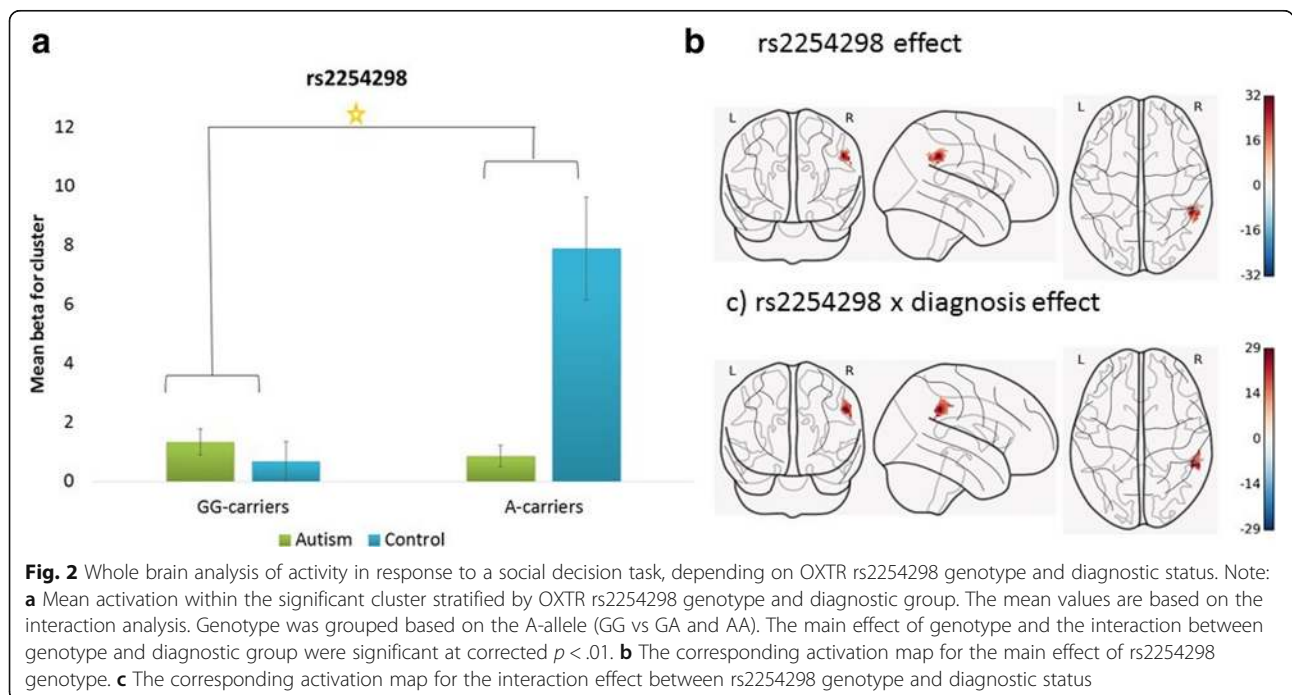 a
rs2254298
12
10
8
6
4
2
0
Mean beta for cluster
GG-carriers
A-carriers
Autism
Control
b
rs2254298 effect
L
R
L
R
32
16
0
-16
-32
c) rs2254298 x diagnosis effect
L
R
L
R
29
14
0
-14
-29
Fig. 2 Whole brain analysis of activity in response to a social decision task, depending on OXTR rs2254298 genotype and diagnostic status. Note:
a Mean activation within the significant cluster stratified by OXTR rs2254298 genotype and diagnostic group. The mean values are based on the
interaction analysis. Genotype was grouped based on the A-allele (GG vs GA and AA). The main effect of genotype and the interaction between
genotype and diagnostic group were significant at corrected p < .01. b The corresponding activation map for the main effect of rs2254298
genotype. c The corresponding activation map for the interaction effect between rs2254298 genotype and diagnostic status